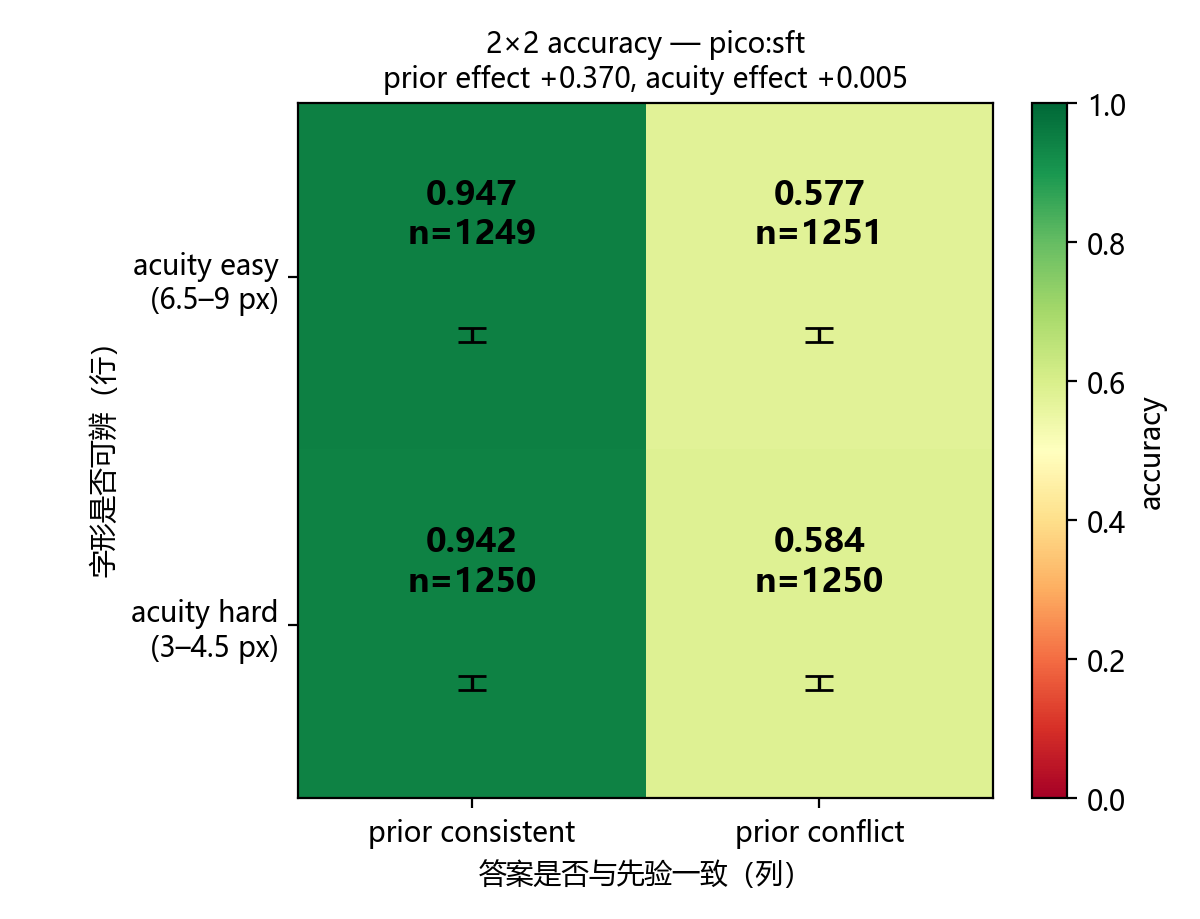 2×2 accuracy — pico:sft
prior effect +0.370, acuity effect +0.005
0.947
n=1249
0.577
n=1251
acuity easy
(6.5–9 px)
0.942
n=1250
0.584
n=1250
acuity hard
(3–4.5 px)
字形是否可辨（行）
prior consistent
prior conflict
答案是否与先验一致（列）
1.0
0.8
0.6
0.4
0.2
0.0
accuracy